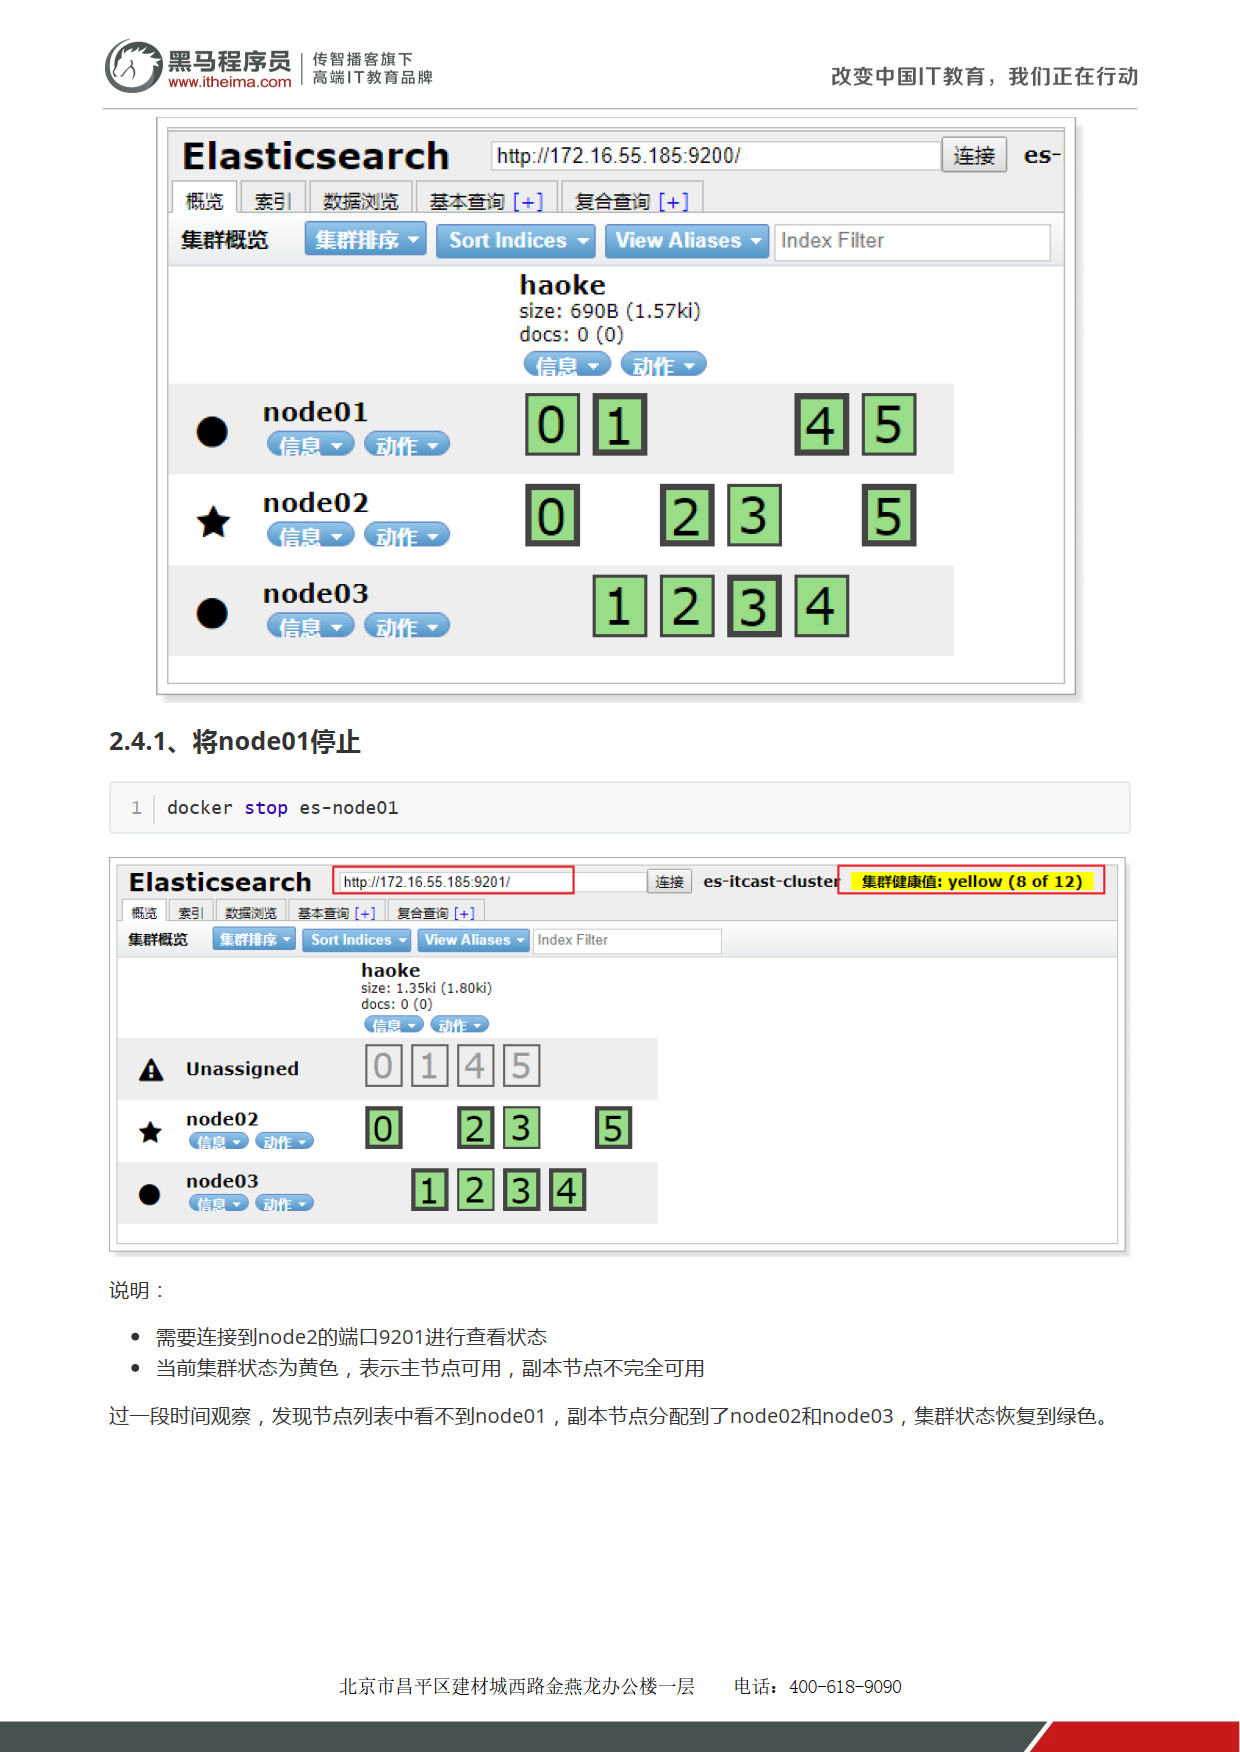 黑马程序员
www.itheima.com
传智播客旗下
高端IT教育品牌
改变中国IT教育，我们正在行动
Elasticsearch
http://172.16.55.185:9200/
连接
es-
概览 索引 数据浏览 基本查询 [+] 复合查询 [+]
集群概览 集群排序 Sort Indices View Aliases Index Filter
haoke
size: 690B (1.57ki)
docs: 0 (0)
信息 动作
node01
信息 动作
0 1 4 5
node02
信息 动作
0 2 3 5
node03
信息 动作
1 2 3 4
2.4.1、将node01停止
1 docker stop es-node01
Elasticsearch
http://172.16.55.185:9201/
连接
es-itcast-cluster
集群健康值: yellow (8 of 12)
概览 索引 数据浏览 基本查询 [+] 复合查询 [+]
集群概览 集群排序 Sort Indices View Aliases Index Filter
haoke
size: 1.35ki (1.80ki)
docs: 0 (0)
信息 动作
Unassigned
0 1 4 5
node02
信息 动作
0 2 3 5
node03
信息 动作
1 2 3 4
说明：
需要连接到node2的端口9201进行查看状态
当前集群状态为黄色，表示主节点可用，副本节点不完全可用
过一段时间观察，发现节点列表中看不到node01，副本节点分配到了node02和node03，集群状态恢复到绿色。
北京市昌平区建材城西路金燕龙办公楼一层 电话：400-618-9090